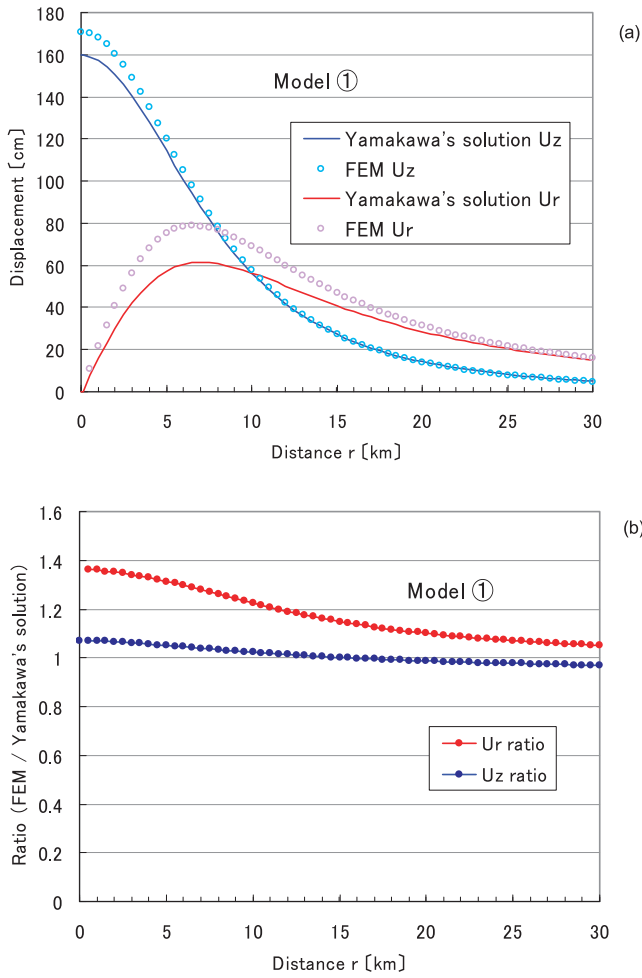 (a)
180
160
140
120
100
80
60
40
20
0
Displacement [cm]
Model ①
Yamakawa's solution Uz
FEM Uz
Yamakawa's solution Ur
FEM Ur
0 5 10 15 20 25 30
Distance r [km]
(b)
1.6
1.4
1.2
1
0.8
0.6
0.4
0.2
0
Ratio (FEM / Yamakawa's solution)
Model ①
Ur ratio
Uz ratio
0 5 10 15 20 25 30
Distance r [km]